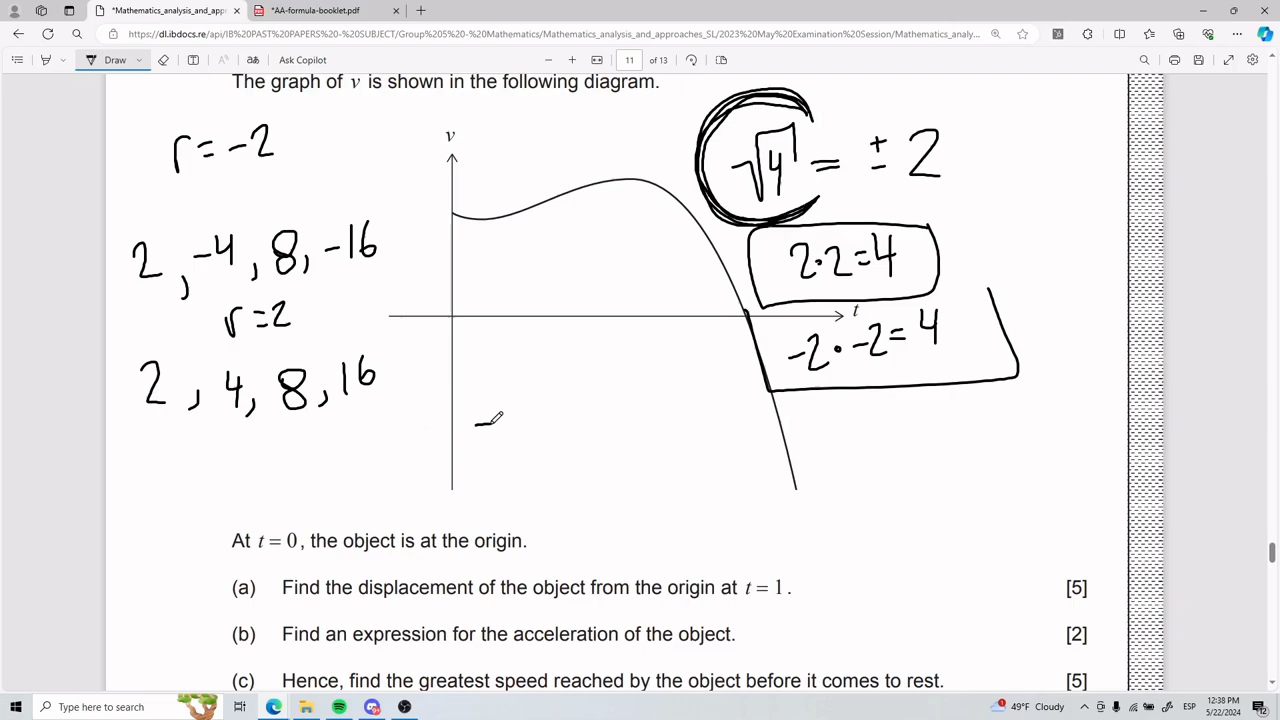 *Mathematics_analysis_and_appro
*AA-formula-booklet.pdf
https://dl.ibdocs.re/api/IB%20PAST%20PAPERS%20-%20SUBJECT/Group%205%20-%20Mathematics/Mathematics_analysis_and_approaches_SL/2023%20May%20Examination%20Session/Mathematics_analy...
Draw
Ask Copilot
11 of 13
The graph of v is shown in the following diagram.
r = -2
v
√4 = ± 2
2, -4, 8, -16
2·2=4
r=2
t
-2·-2=4
2, 4, 8, 16
At t = 0, the object is at the origin.
(a) Find the displacement of the object from the origin at t = 1. [5]
(b) Find an expression for the acceleration of the object. [2]
(c) Hence, find the greatest speed reached by the object before it comes to rest. [5]
Type here to search
1
49°F Cloudy
ESP
12:38 PM
5/22/2024
12